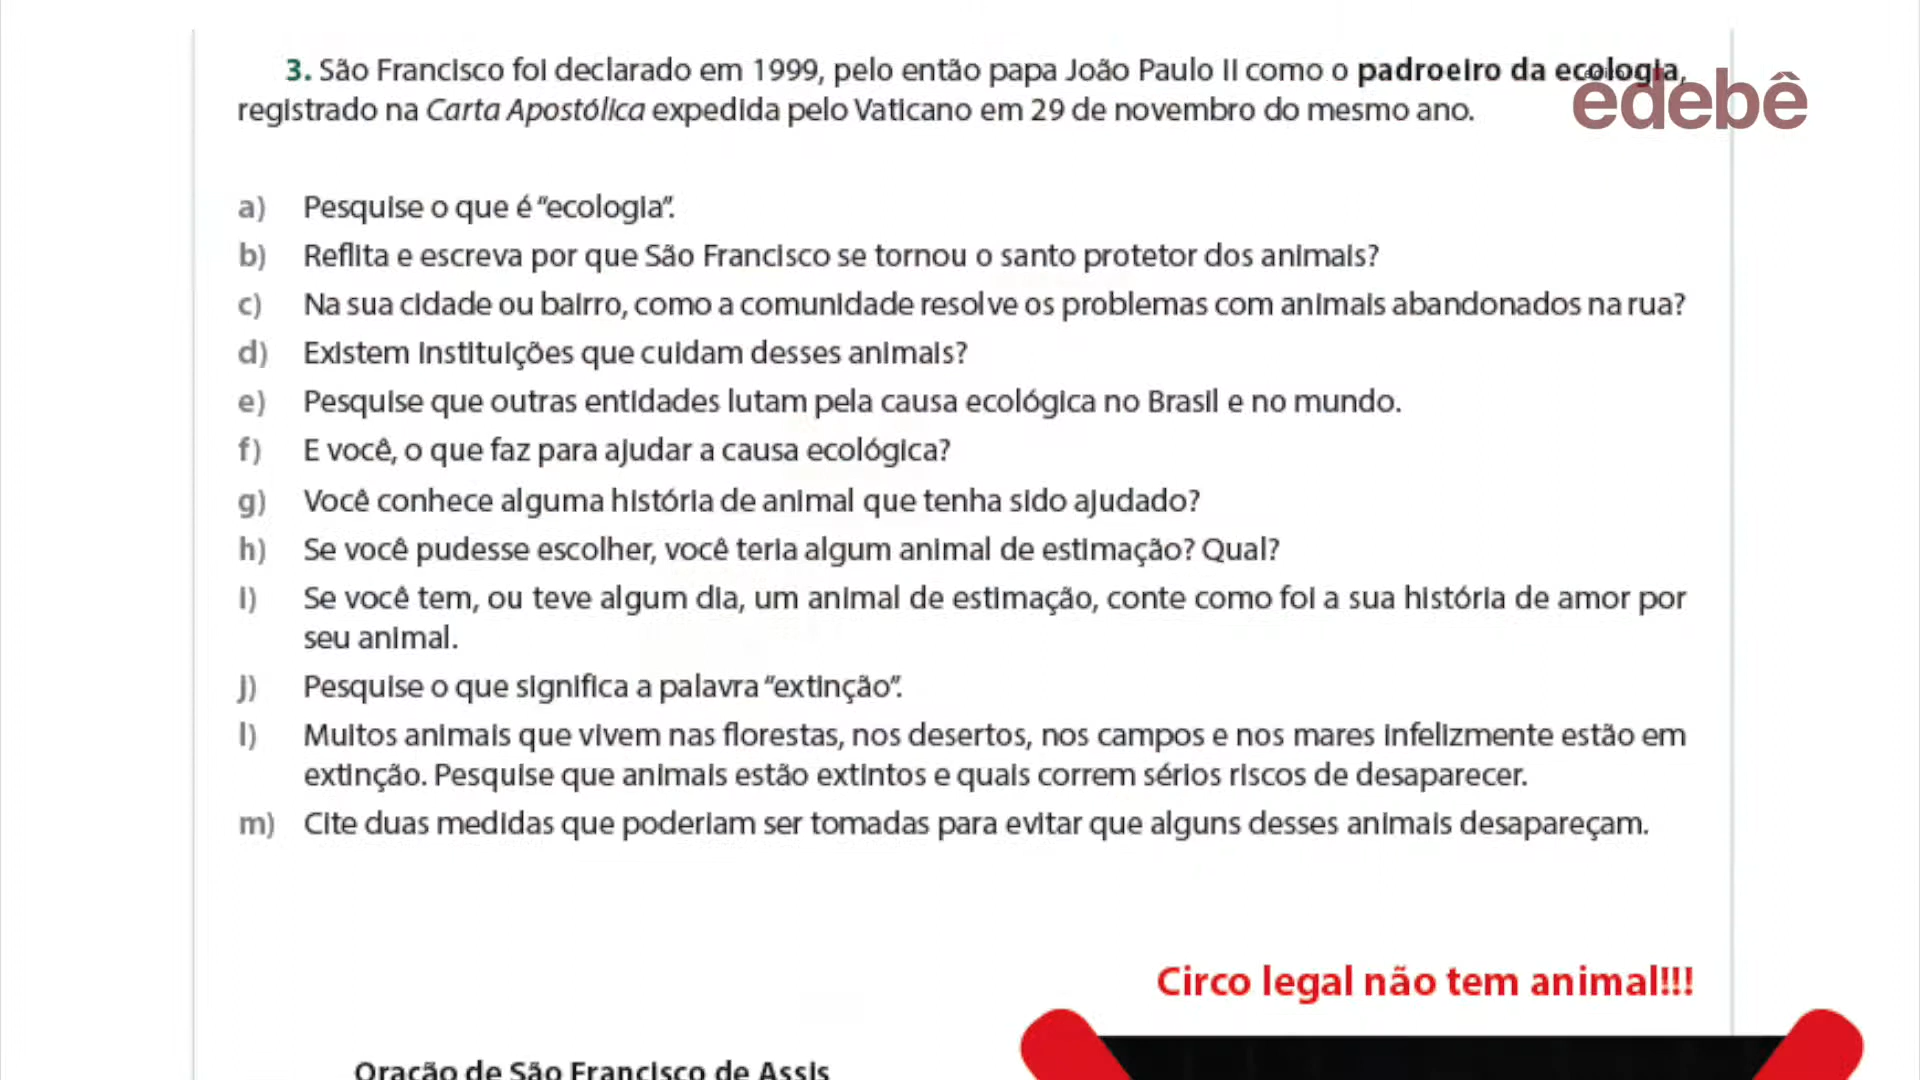 3. São Francisco foi declarado em 1999, pelo então papa João Paulo II como o padroeiro da ecologia,
registrado na Carta Apostólica expedida pelo Vaticano em 29 de novembro do mesmo ano.
edebê
a) Pesquise o que é “ecologia”.
b) Reflita e escreva por que São Francisco se tornou o santo protetor dos animais?
c) Na sua cidade ou bairro, como a comunidade resolve os problemas com animais abandonados na rua?
d) Existem instituições que cuidam desses animais?
e) Pesquise que outras entidades lutam pela causa ecológica no Brasil e no mundo.
f) E você, o que faz para ajudar a causa ecológica?
g) Você conhece alguma história de animal que tenha sido ajudado?
h) Se você pudesse escolher, você teria algum animal de estimação? Qual?
i) Se você tem, ou teve algum dia, um animal de estimação, conte como foi a sua história de amor por
seu animal.
j) Pesquise o que significa a palavra “extinção”.
l) Muitos animais que vivem nas florestas, nos desertos, nos campos e nos mares infelizmente estão em
extinção. Pesquise que animais estão extintos e quais correm sérios riscos de desaparecer.
m) Cite duas medidas que poderiam ser tomadas para evitar que alguns desses animais desapareçam.
Circo legal não tem animal!!!
Oração de São Francisco de Assis